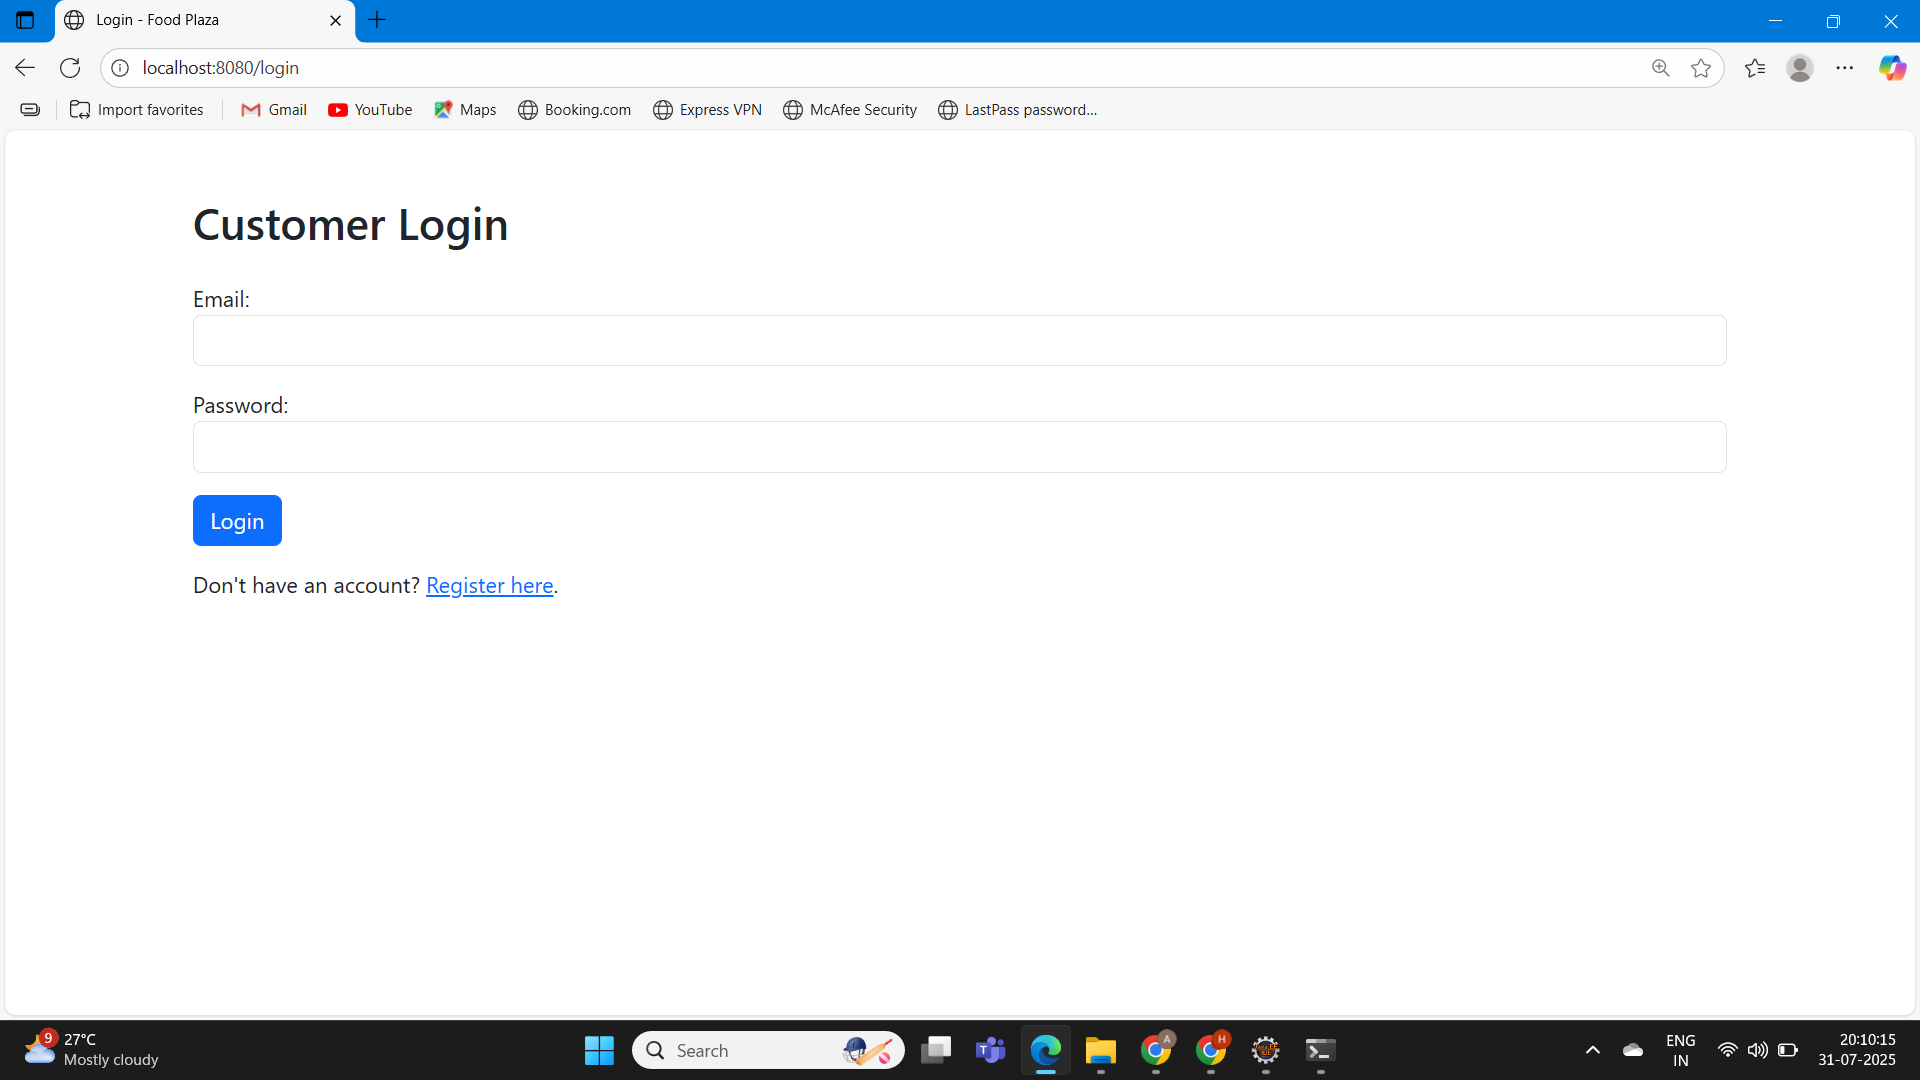 Login - Food Plaza
localhost:8080/login
Import favorites Gmail YouTube Maps Booking.com Express VPN McAfee Security LastPass password...
Customer Login
Email:
Password:
Login
Don't have an account? Register here.
9 27°C
Mostly cloudy
Search
T
A
H
ENG
IN
20:10:15
31-07-2025